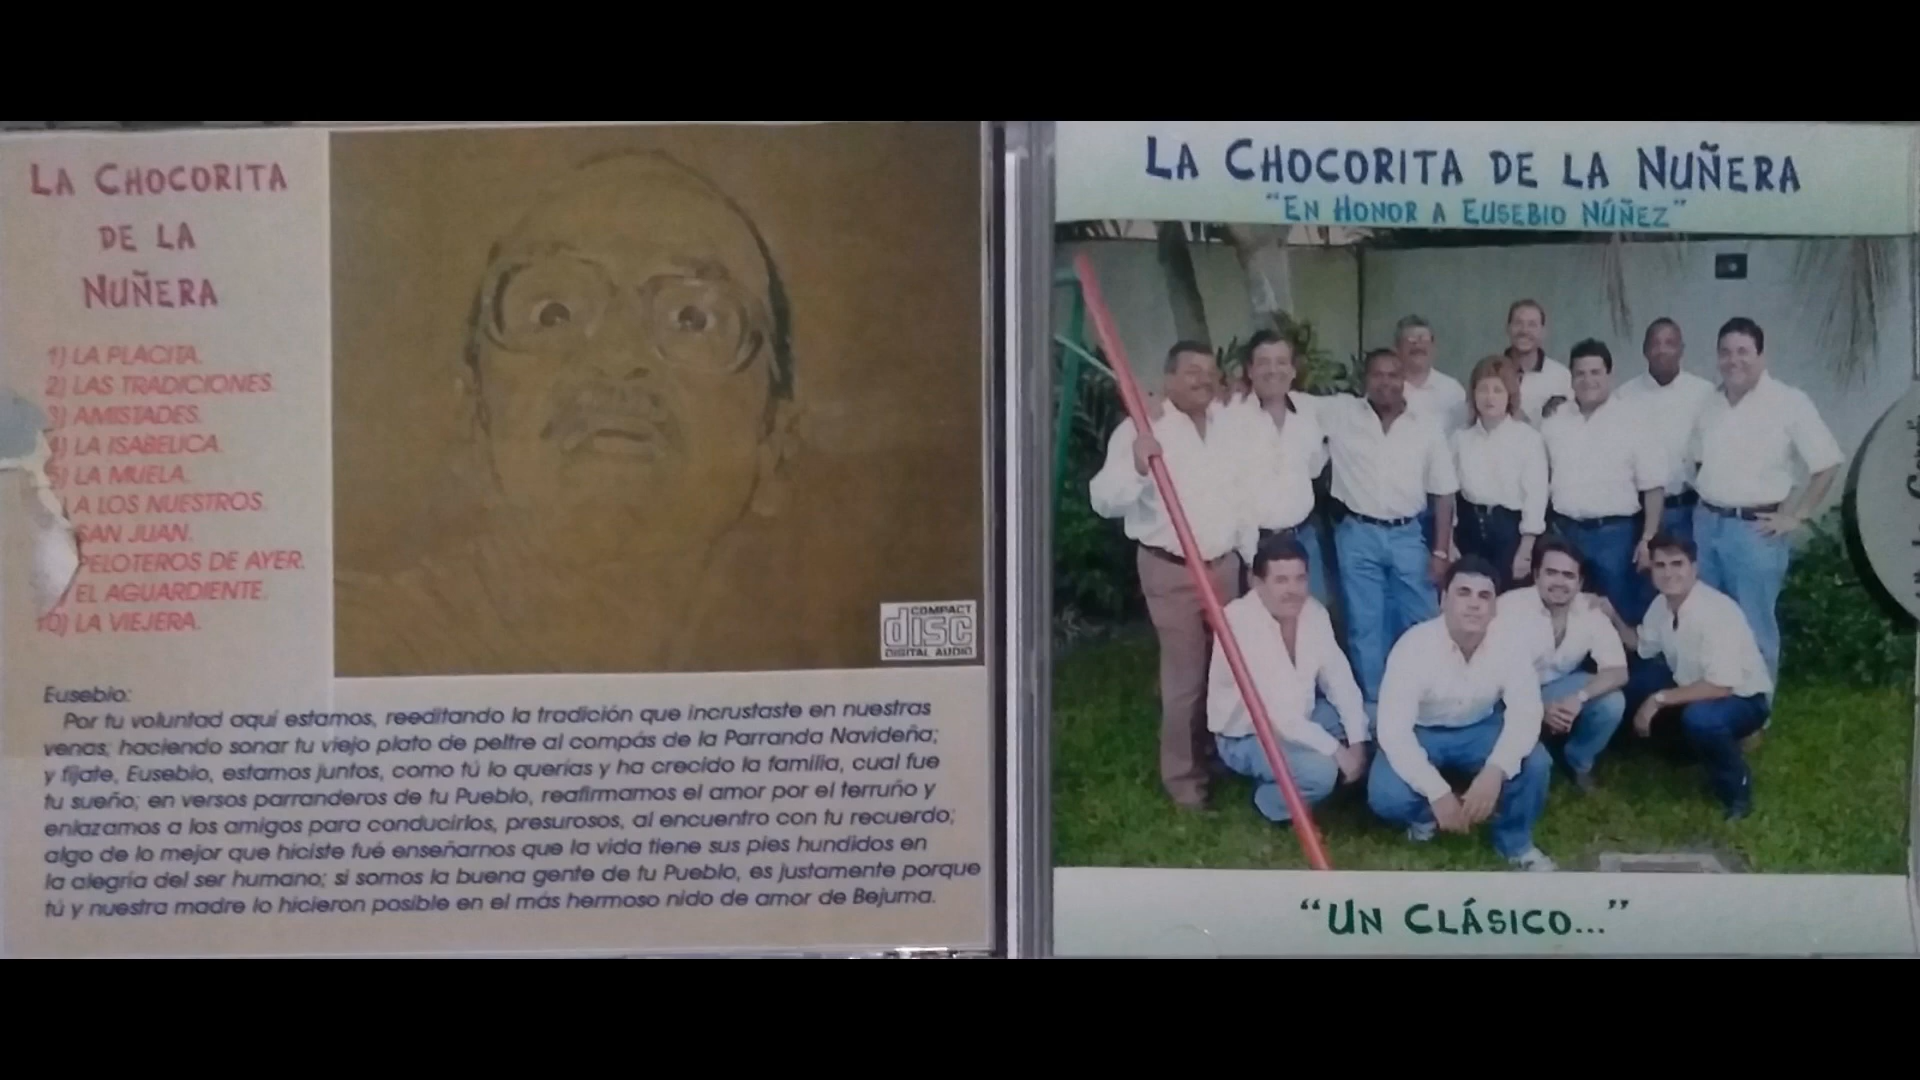 LA CHOCORITA
DE LA
NUÑERA
1) LA PLACITA.
2) LAS TRADICIONES.
3) AMISTADES.
4) LA ISABELICA.
5) LA MUELA.
A LOS NUESTROS.
SAN JUAN.
PELOTEROS DE AYER.
EL AGUARDIENTE.
10) LA VIEJERA.
COMPACT
disc
DIGITAL AUDIO
Eusebio:
Por tu voluntad aquí estamos, reeditando la tradición que incrustaste en nuestras
venas; haciendo sonar tu viejo plato de peltre al compás de la Parranda Navideña;
y fíjate, Eusebio, estamos juntos, como tú lo querías y ha crecido la familia, cual fue
tu sueño; en versos parranderos de tu Pueblo, reafirmamos el amor por el terruño y
enlazamos a los amigos para conducirlos, presurosos, al encuentro con tu recuerdo;
algo de lo mejor que hiciste fué enseñarnos que la vida tiene sus pies hundidos en
la alegría del ser humano; si somos la buena gente de tu Pueblo, es justamente porque
tú y nuestra madre lo hicieron posible en el más hermoso nido de amor de Bejuma.
LA CHOCORITA DE LA NUÑERA
"EN HONOR A EUSEBIO NÚÑEZ"
"UN CLÁSICO..."